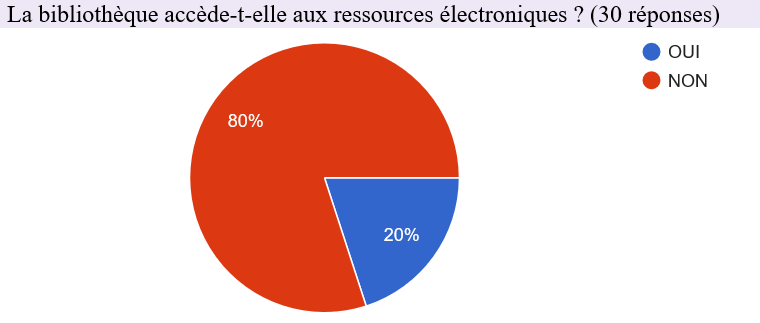 La bibliothèque accède-t-elle aux ressources électroniques ? (30 réponses)
OUI
NON
80%
20%